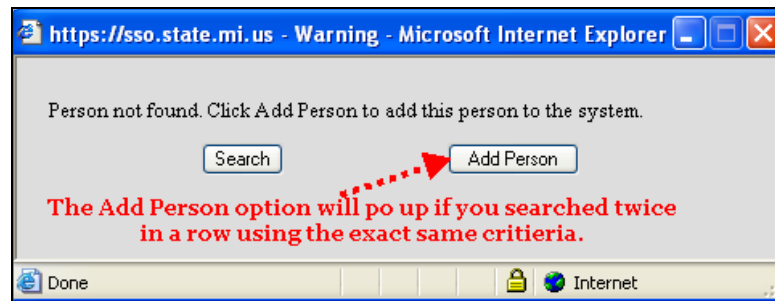 https://sso.state.mi.us - Warning - Microsoft Internet Explorer
Person not found. Click Add Person to add this person to the system.
Search Add Person
The Add Person option will po up if you searched twice
in a row using the exact same critieria.
Done Internet